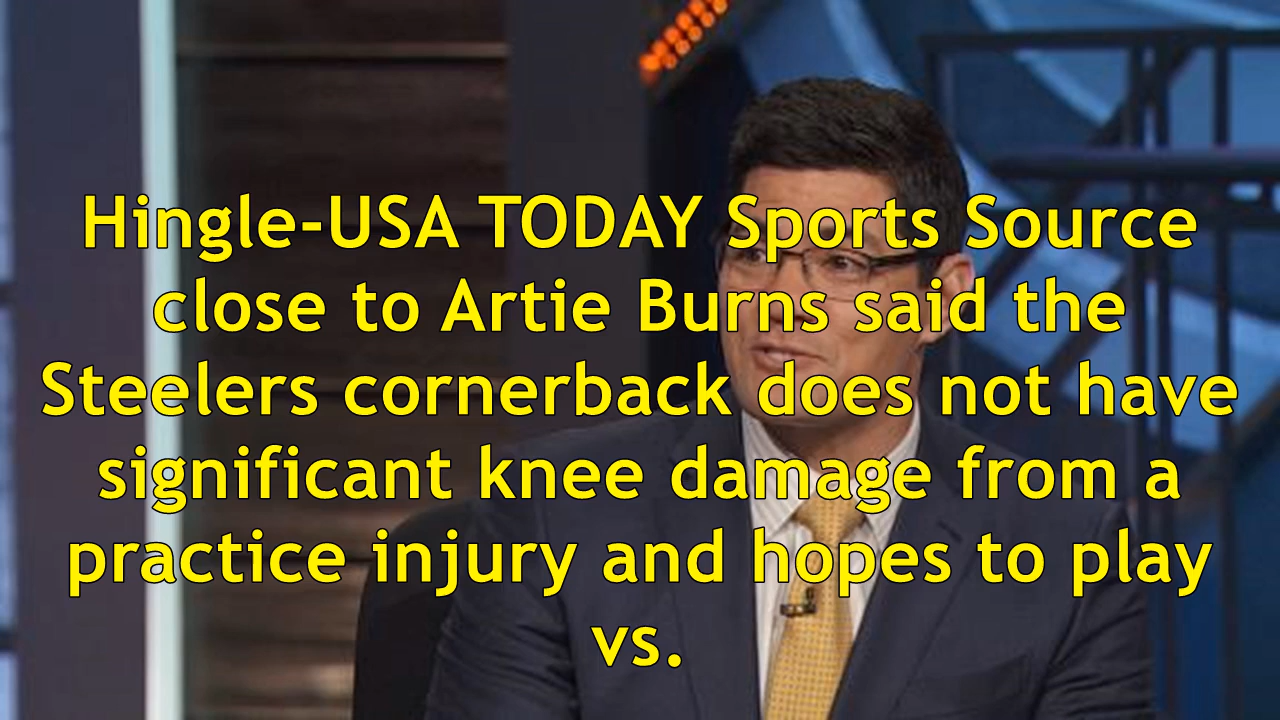 Hingle-USA TODAY Sports Source
close to Artie Burns said the
Steelers cornerback does not have
significant knee damage from a
practice injury and hopes to play
vs.